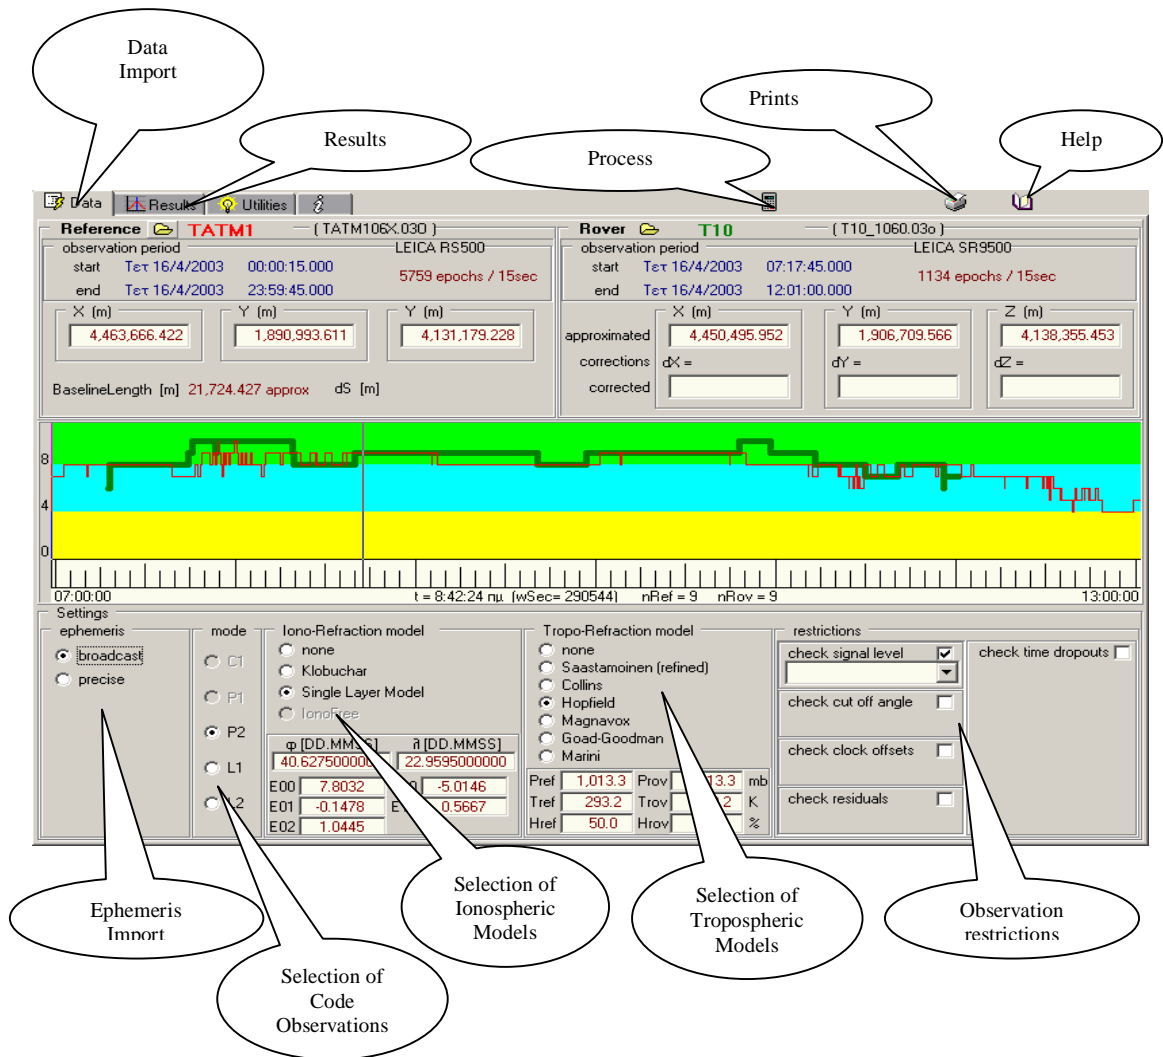 Data
Import
Prints
Results
Help
Process
Data Results Utilities i
Reference TATM1 ( TATM106X.03O )
observation period LEICA RS500
start Τετ 16/4/2003 00:00:15.000
5759 epochs / 15sec
end Τετ 16/4/2003 23:59:45.000
X (m) Y (m) Y (m)
4,463,666.422 1,890,993.611 4,131,179.228
BaselineLength [m] 21,724.427 approx dS [m]
Rover T10 ( T10_1060.03o )
observation period LEICA SR9500
start Τετ 16/4/2003 07:17:45.000
1134 epochs / 15sec
end Τετ 16/4/2003 12:01:00.000
X (m) Y (m) Z (m)
approximated 4,450,495.952 1,906,709.566 4,138,355.453
corrections dX = dY = dZ =
corrected
8
4
0
07:00:00 t = 8:42:24 πμ [wSec= 290544] nRef = 9 nRov = 9 13:00:00
Settings
ephemeris
broadcast
precise
mode
C1
P1
P2
L1
L2
Iono-Refraction model
none
Klobuchar
Single Layer Model
IonoFree
φ [DD.MMSS] λ [DD.MMSS]
22.9595000000
E00 7.8032 -5.0146
E01 -0.1478 0.5667
E02 1.0445
Tropo-Refraction model
none
Saastamoinen (refined)
Collins
Hopfield
Magnavox
Goad-Goodman
Marini
Pref 1,013.3 Prov mb
Tref 293.2 Trov K
Href 50.0 Hrov %
restrictions
check signal level
check cut off angle
check clock offsets
check residuals
check time dropouts
Ephemeris
Import
Selection of
Code
Observations
Selection of
Ionospheric
Models
Selection of
Tropospheric
Models
Observation
restrictions